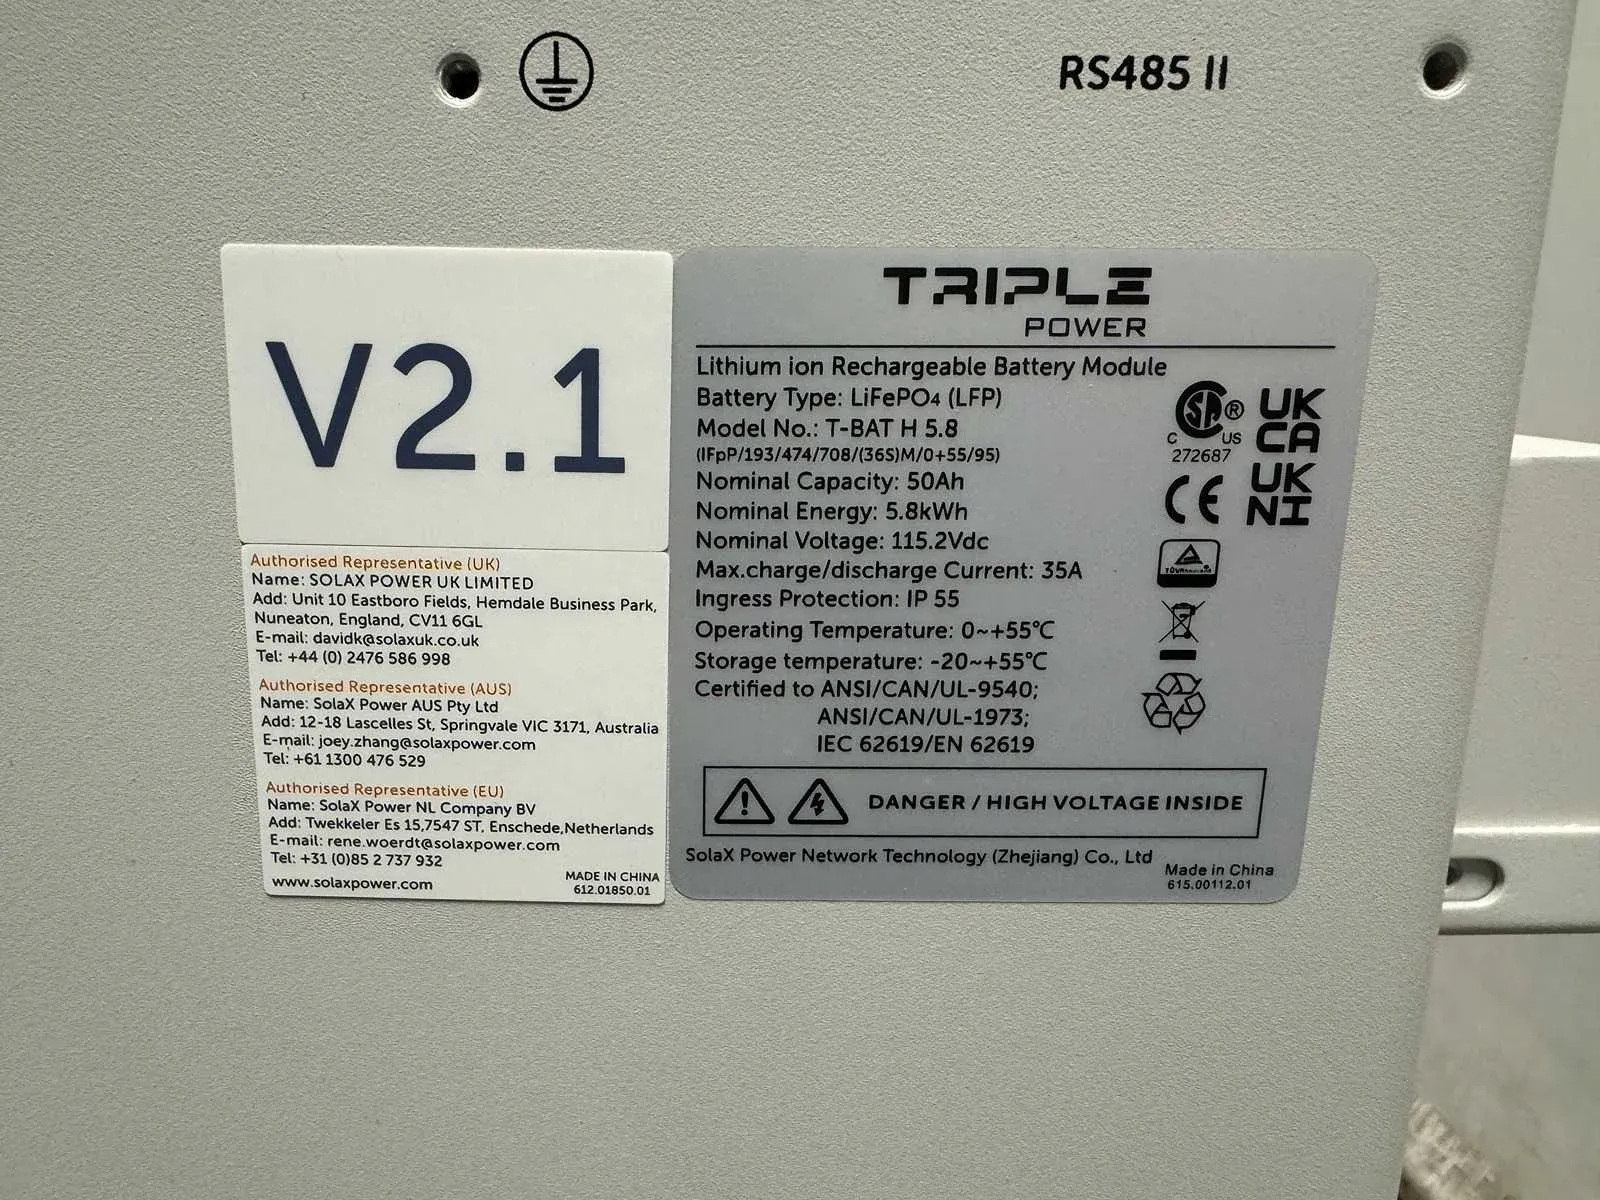 RS485 II
V2.1
Authorised Representative (UK)
Name: SOLAX POWER UK LIMITED
Add: Unit 10 Eastboro Fields, Hemdale Business Park,
Nuneaton, England, CV11 6GL
E-mail: davidk@solaxuk.co.uk
Tel: +44 (0) 2476 586 998
Authorised Representative (AUS)
Name: SolaX Power AUS Pty Ltd
Add: 12-18 Lascelles St, Springvale VIC 3171, Australia
E-mail: joey.zhang@solaxpower.com
Tel: +61 1300 476 529
Authorised Representative (EU)
Name: SolaX Power NL Company BV
Add: Twekkeler Es 15,7547 ST, Enschede,Netherlands
E-mail: rene.woerdt@solaxpower.com
Tel: +31 (0)85 2 737 932
www.solaxpower.com
MADE IN CHINA
612.01850.01
TRIPLE
POWER
Lithium ion Rechargeable Battery Module
Battery Type: LiFePO4 (LFP)
Model No.: T-BAT H 5.8
(IFpP/193/474/708/(36S)M/0+55/95)
Nominal Capacity: 50Ah
Nominal Energy: 5.8kWh
Nominal Voltage: 115.2Vdc
Max.charge/discharge Current: 35A
Ingress Protection: IP 55
Operating Temperature: 0~+55℃
Storage temperature: -20~+55℃
Certified to ANSI/CAN/UL-9540;
ANSI/CAN/UL-1973;
IEC 62619/EN 62619
SA ®
C US
272687
UK
CA
CE
UK
NI
DANGER / HIGH VOLTAGE INSIDE
SolaX Power Network Technology (Zhejiang) Co., Ltd
Made in China
615.00112.01